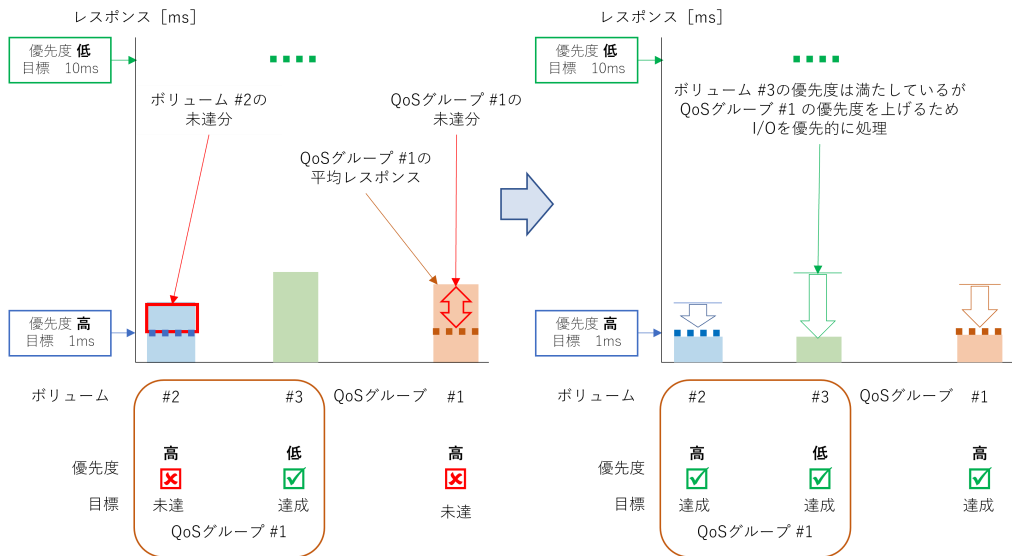 レスポンス［ms］
優先度 低
目標 10ms
ボリューム #2の
未達分
QoSグループ #1の
未達分
QoSグループ #1の
平均レスポンス
優先度 高
目標 1ms
ボリューム
#2
#3
QoSグループ
#1
高
低
高
優先度
目標
未達
達成
未達
QoSグループ #1
レスポンス［ms］
優先度 低
目標 10ms
ボリューム #3の優先度は満たしているが
QoSグループ #1 の優先度を上げるため
I/Oを優先的に処理
優先度 高
目標 1ms
ボリューム
#2
#3
QoSグループ
#1
高
低
高
優先度
目標
達成
達成
達成
QoSグループ #1